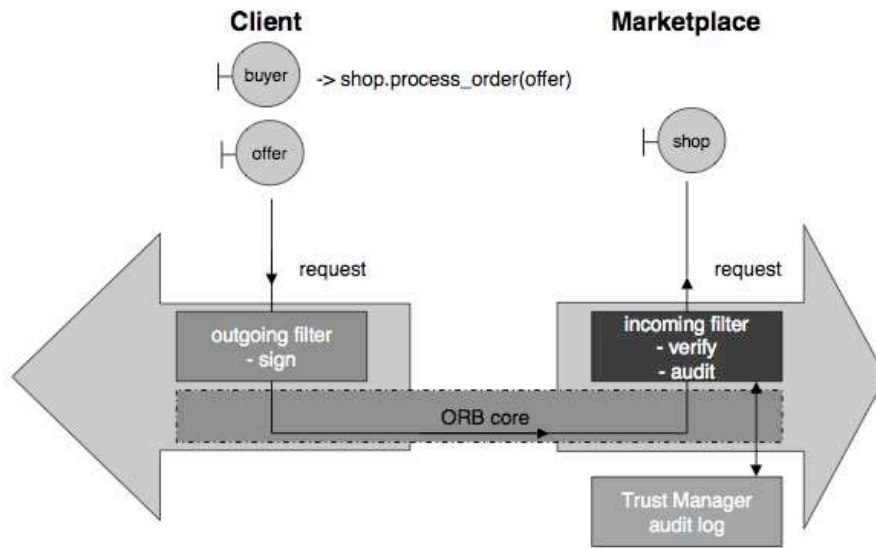 Client
Marketplace
buyer
-> shop.process_order(offer)
offer
shop
request
request
outgoing filter
- sign
incoming filter
- verify
- audit
ORB core
Trust Manager
audit log